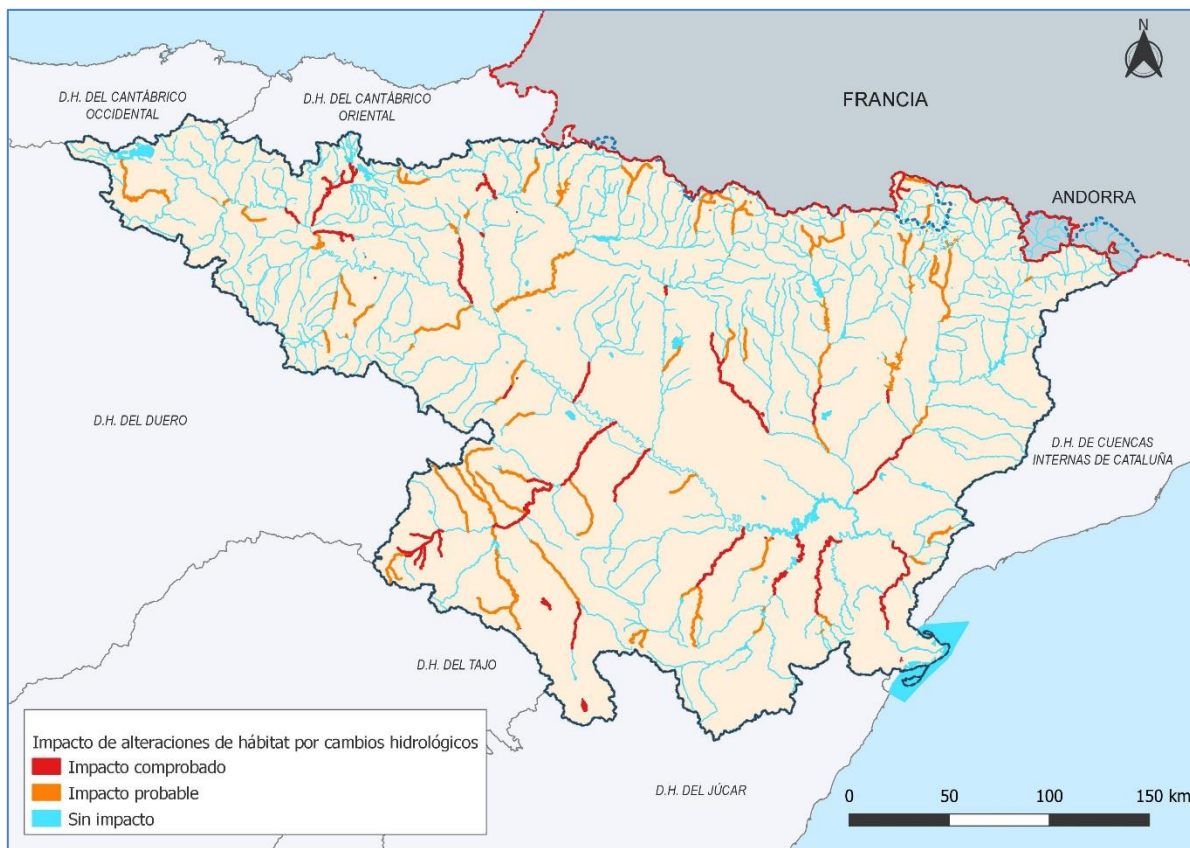 N
D.H. DEL CANTÁBRICO
OCCIDENTAL
D.H. DEL CANTÁBRICO
ORIENTAL
FRANCIA
ANDORRA
D.H. DEL DUERO
D.H. DE CUENCAS
INTERNAS DE CATALUÑA
D.H. DEL TAJO
D.H. DEL JÚCAR
Impacto de alteraciones de hábitat por cambios hidrológicos
Impacto comprobado
Impacto probable
Sin impacto
0 50 100 150 km